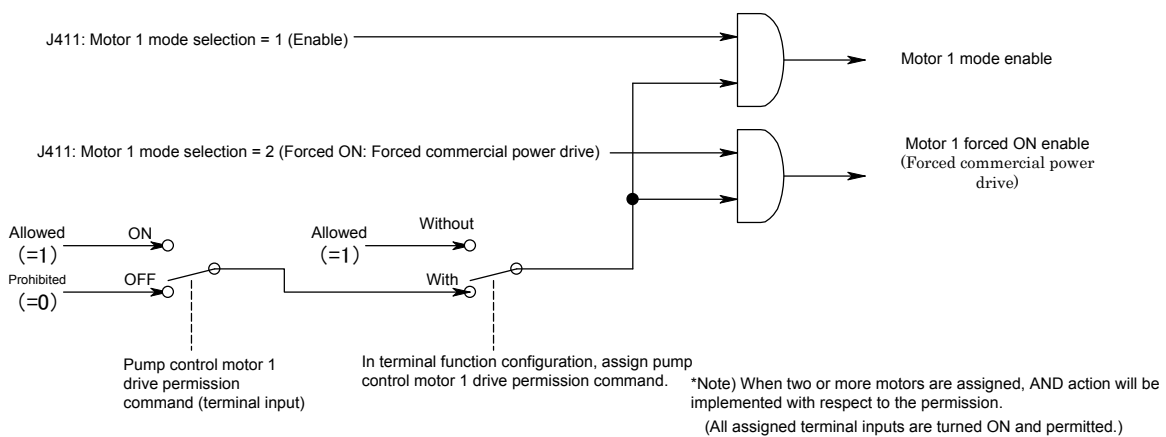 J411: Motor 1 mode selection = 1 (Enable)
Motor 1 mode enable
J411: Motor 1 mode selection = 2 (Forced ON: Forced commercial power drive)
Motor 1 forced ON enable
(Forced commercial power
drive)
Allowed
(=1)
ON
Allowed
(=1)
Without
Prohibited
(=0)
OFF
With
Pump control motor 1
drive permission
command (terminal input)
In terminal function configuration, assign pump
control motor 1 drive permission command.
*Note) When two or more motors are assigned, AND action will be
implemented with respect to the permission.
(All assigned terminal inputs are turned ON and permitted.)